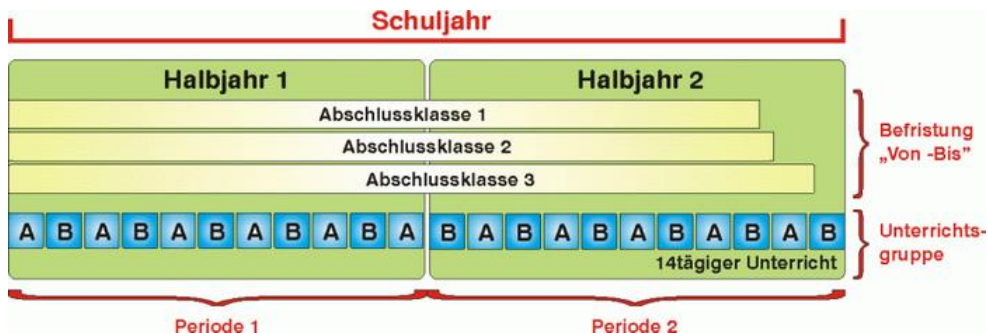 Schuljahr
Halbjahr 1 Halbjahr 2
Abschlussklasse 1
Abschlussklasse 2
Abschlussklasse 3
Befristung
„Von -Bis”
A B A B A B A B A B A B A B A B A B A B A B
Unterrichts-
gruppe
14tägiger Unterricht
Periode 1 Periode 2